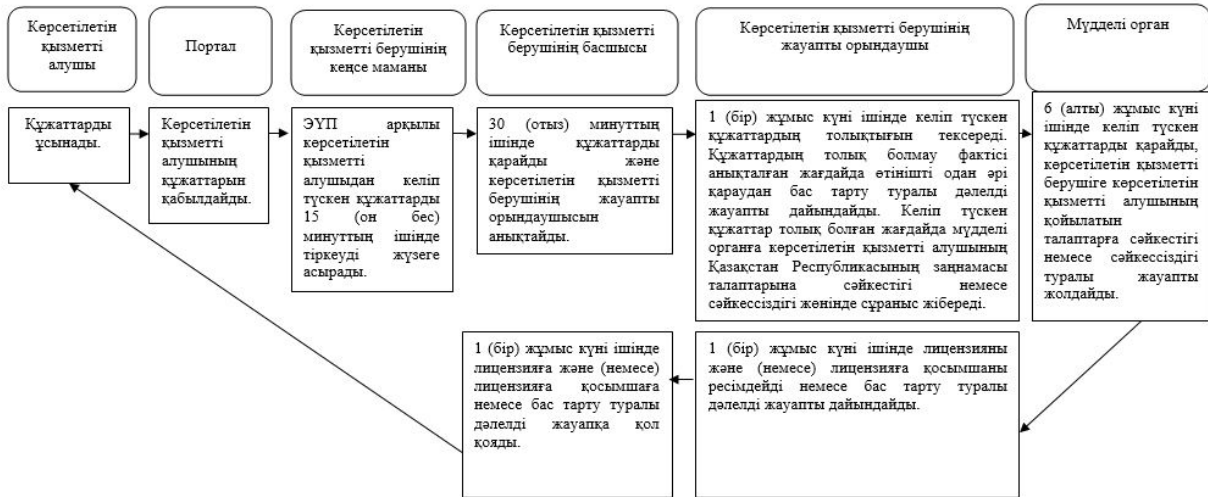 Көрсетілетін
қызметті
алушы
Портал
Көрсетілетін
қызметті берушінің
кеңсе маманы
Көрсетілетін қызметті
берушінің басшысы
Көрсетілетін қызметті берушінің
жауапты орындаушы
Мүдделі орган
Құжаттарды
ұсынады.
Көрсетілетін
қызметті
алушының
құжаттарын
қабылдайды.
ЭҮП арқылы
көрсетілетін
қызметті
алушыдан келіп
түскен құжаттарды
15 (он бес)
минуттың ішінде
тіркеуді жүзеге
асырады.
30 (отыз) минуттың
ішінде құжаттарды
қарайды және
көрсетілетін қызметті
берушінің жауапты
орындаушысын
анықтайды.
1 (бір) жұмыс күні ішінде келіп түскен
құжаттардың толықтығын тексереді.
Құжаттардың толық болмау фактісі
анықталған жағдайда өтінішті одан әрі
қараудан бас тарту туралы дәлелді
жауапты дайындайды. Келіп түскен
құжаттар толық болған жағдайда мүдделі
органға көрсетілетін қызметті алушының
Қазақстан Республикасының заңнамасы
талаптарына сәйкестігі немесе
сәйкессіздігі жөнінде сұраныс жібереді.
6 (алты) жұмыс күні
ішінде келіп түскен
құжаттарды қарайды,
көрсетілетін қызметті
берушіге көрсетілетін
қызметті алушының
қойылатын
талаптарға сәйкестігі
немесе сәйкессіздігі
туралы жауапты
жолдайды.
1 (бір) жұмыс күні ішінде
лицензияға және (немесе)
лицензияға қосымшаға
немесе бас тарту туралы
дәлелді жауапқа қол
қояды.
1 (бір) жұмыс күні ішінде лицензияны
және (немесе) лицензияға қосымшаны
ресімдейді немесе бас тарту туралы
дәлелді жауапты дайындайды.